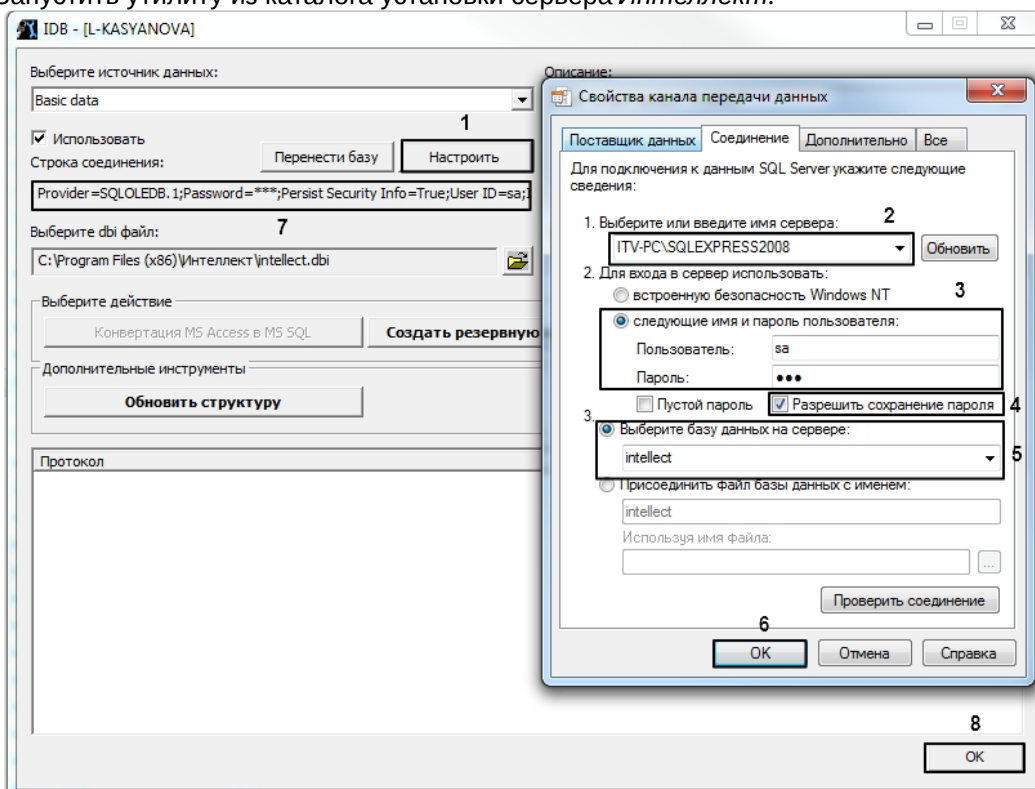 Запустить утилиту из каталога установки сервера Интеллект.
IDB - [L-KASYANOVA]
Выберите источник данных:
Описание:
Basic data
1
Использовать
Строка соединения:
Перенести базу
Настроить
Provider=SQLOLEDB.1;Password=***;Persist Security Info=True;User ID=sa;
7
Выберите dbi файл:
C:\Program Files (x86)\Интеллект\intellect.dbi
Выберите действие
Конвертация MS Access в MS SQL
Создать резервную
Дополнительные инструменты
Обновить структуру
Протокол
8
OK
Свойства канала передачи данных
Поставщик данных
Соединение
Дополнительно
Все
Для подключения к данным SQL Server укажите следующие
сведения:
1. Выберите или введите имя сервера:
2
ITV-PC\SQLEXPRESS2008
Обновить
2. Для входа в сервер использовать:
встроенную безопасность Windows NT
3
следующие имя и пароль пользователя:
Пользователь:
sa
Пароль:
●●●
Пустой пароль
Разрешить сохранение пароля
4
3.
Выберите базу данных на сервере:
intellect
5
Присоединить файл базы данных с именем:
intellect
Используя имя файла:
...
Проверить соединение
6
OK
Отмена
Справка